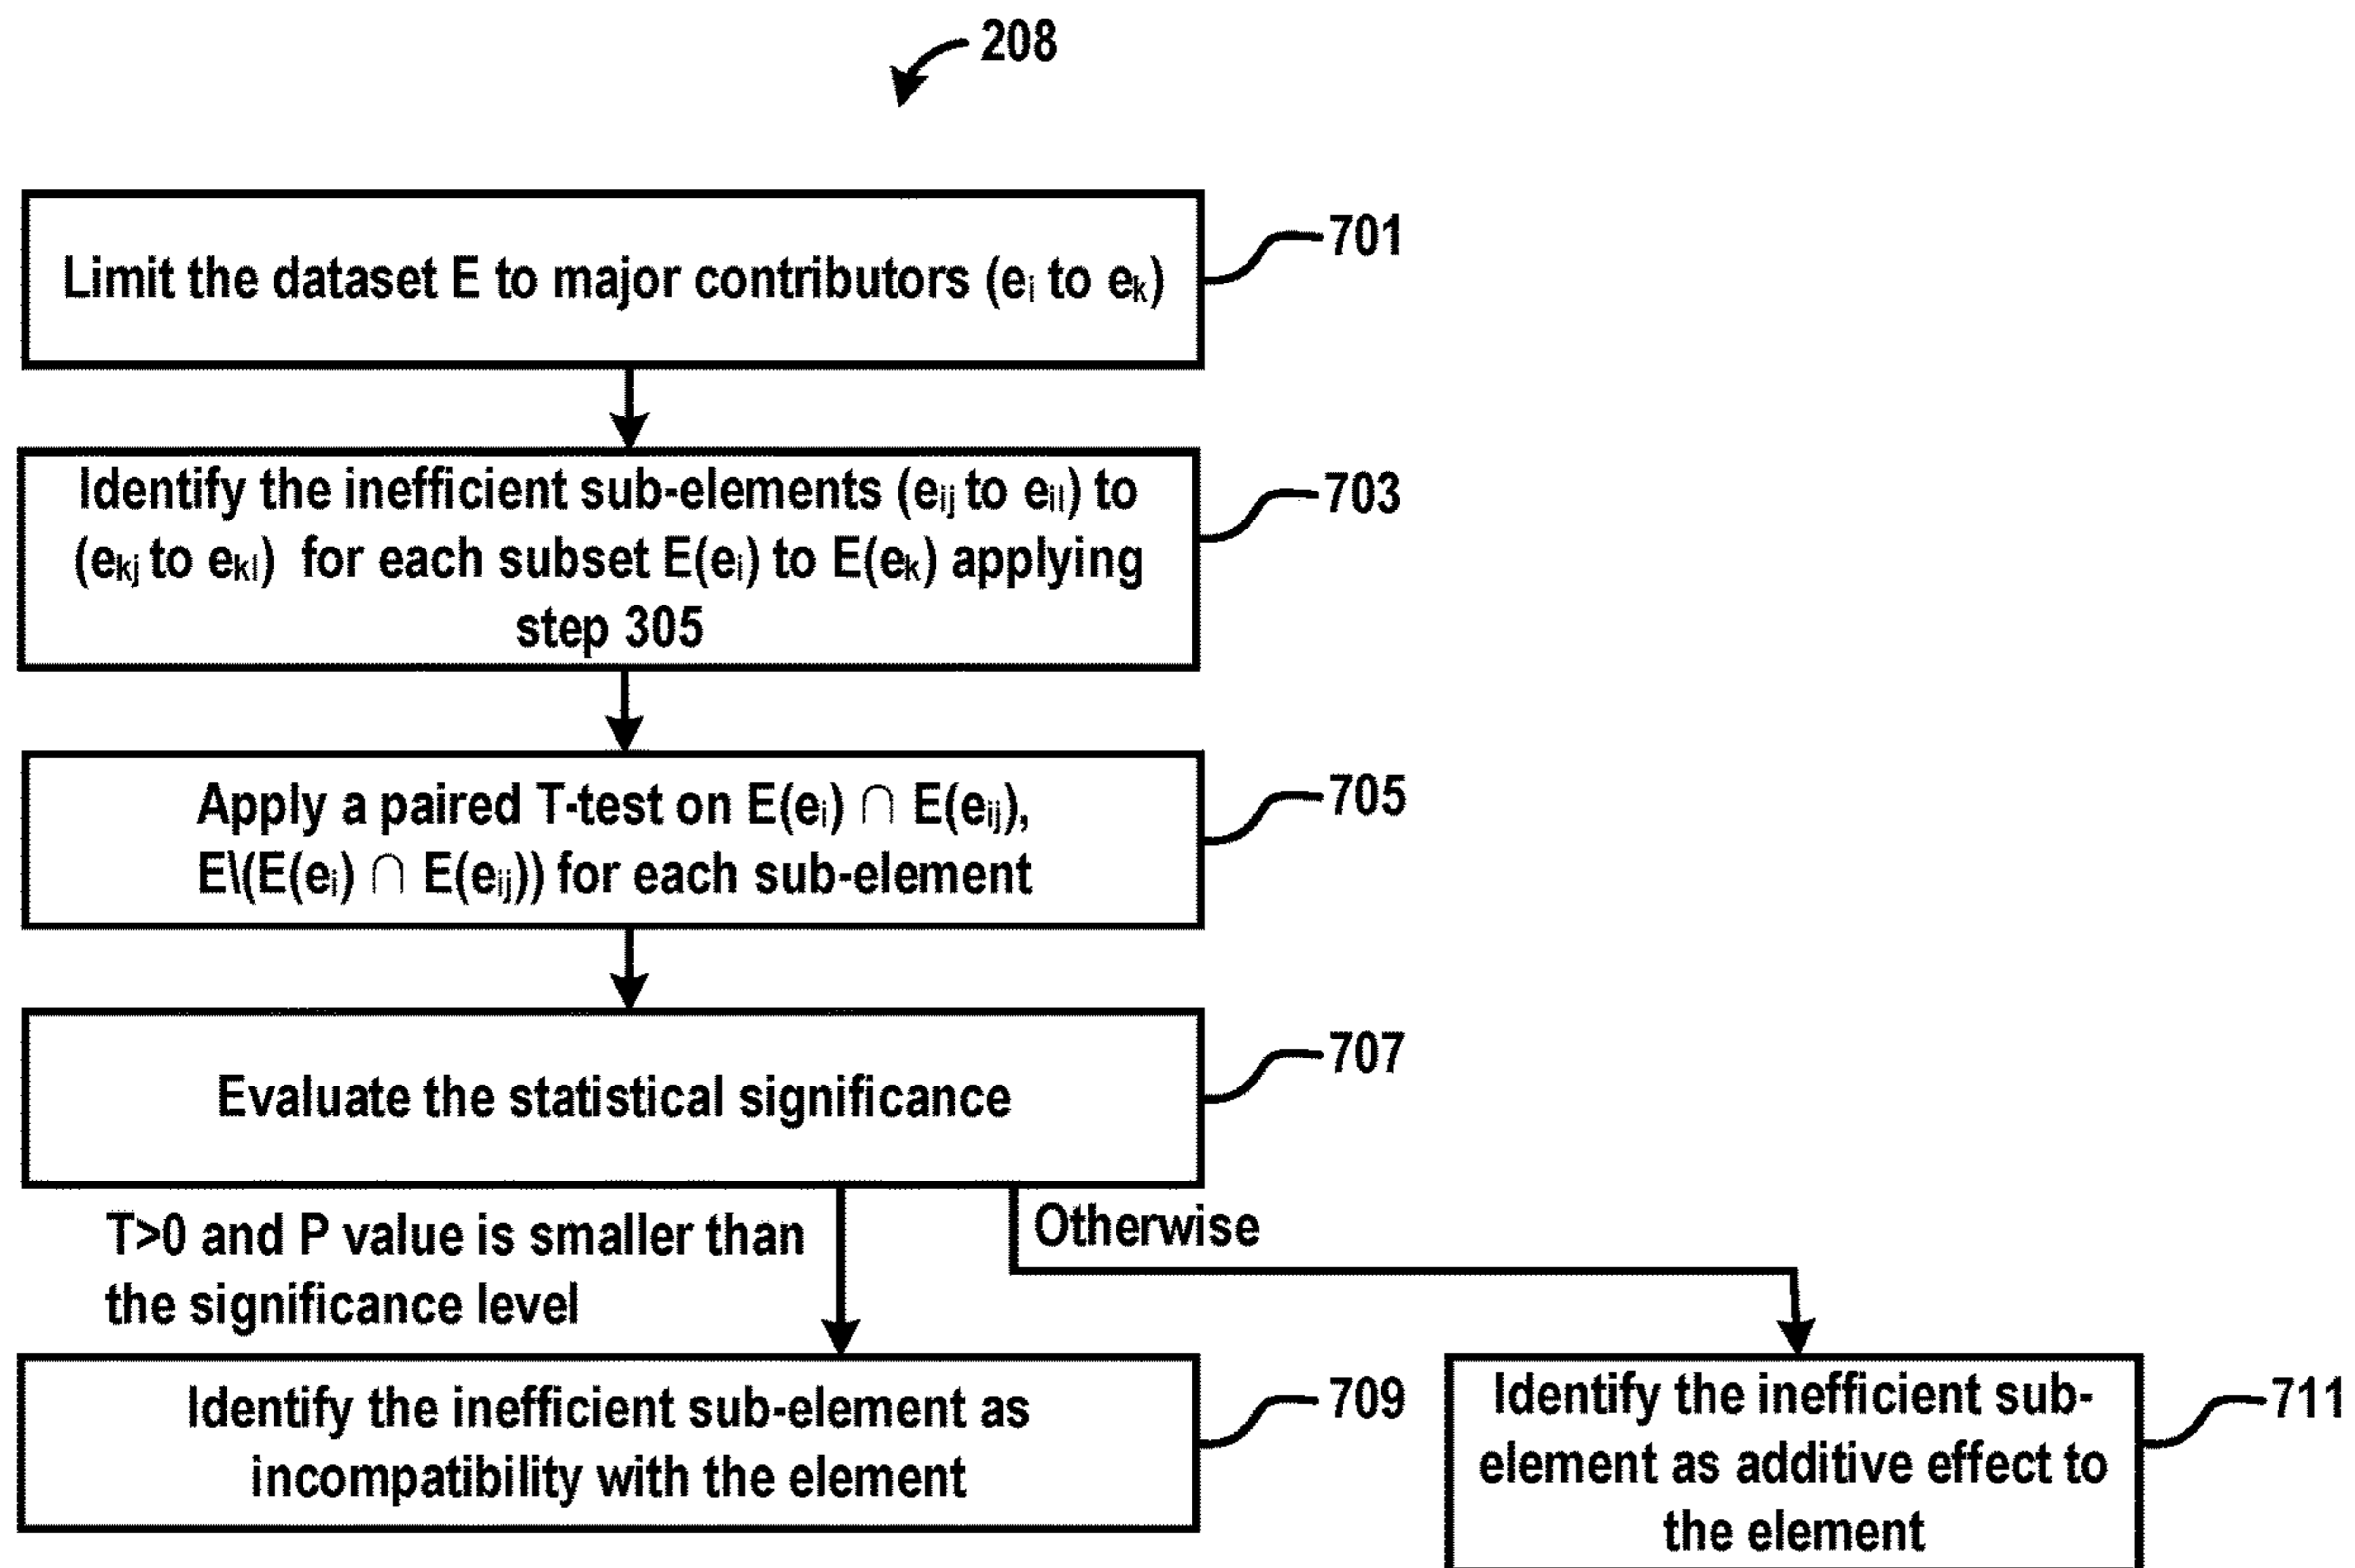 208
Limit the dataset E to major contributors (eᵢ to eₖ)
701
Identify the inefficient sub-elements (eᵢⱼ to eᵢₗ) to
(eₖⱼ to eₖₗ) for each subset E(eᵢ) to E(eₖ) applying
step 305
703
Apply a paired T-test on E(eᵢ) ∩ E(eᵢⱼ),
E\(E(eᵢ) ∩ E(eᵢⱼ)) for each sub-element
705
Evaluate the statistical significance
707
T>0 and P value is smaller than
the significance level
Otherwise
Identify the inefficient sub-element as
incompatibility with the element
709
Identify the inefficient sub-
element as additive effect to
the element
711